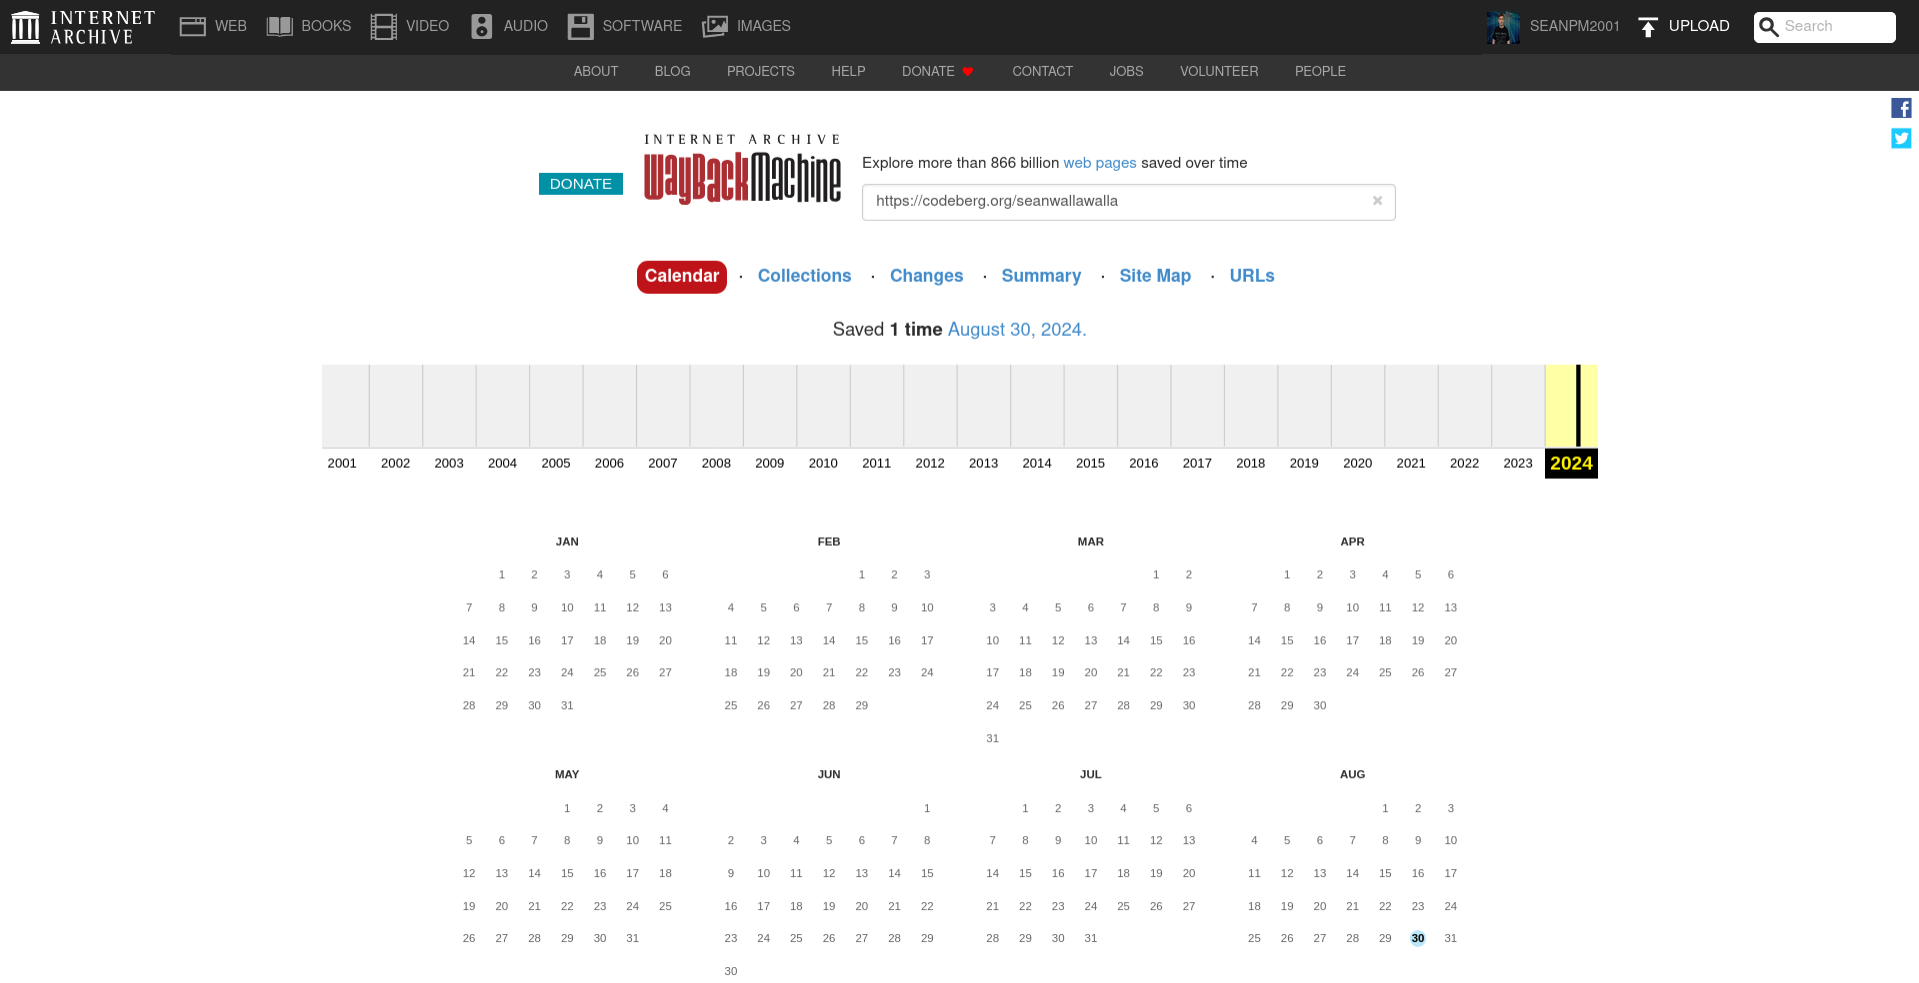 INTERNET ARCHIVE WEB BOOKS VIDEO AUDIO SOFTWARE IMAGES SEANPM2001 UPLOAD Search
ABOUT BLOG PROJECTS HELP DONATE CONTACT JOBS VOLUNTEER PEOPLE
INTERNET ARCHIVE
WayBackMachine
DONATE
Explore more than 866 billion web pages saved over time
https://codeberg.org/seanwallawalla ×
Calendar · Collections · Changes · Summary · Site Map · URLs
Saved 1 time August 30, 2024.
2001 2002 2003 2004 2005 2006 2007 2008 2009 2010 2011 2012 2013 2014 2015 2016 2017 2018 2019 2020 2021 2022 2023 2024
JAN FEB MAR APR
1 2 3 4 5 6 1 2 3 1 2 1 2 3 4 5 6
7 8 9 10 11 12 13 4 5 6 7 8 9 10 3 4 5 6 7 8 9 7 8 9 10 11 12 13
14 15 16 17 18 19 20 11 12 13 14 15 16 17 10 11 12 13 14 15 16 14 15 16 17 18 19 20
21 22 23 24 25 26 27 18 19 20 21 22 23 24 17 18 19 20 21 22 23 21 22 23 24 25 26 27
28 29 30 31 25 26 27 28 29 24 25 26 27 28 29 30 28 29 30
31
MAY JUN JUL AUG
1 2 3 4 1 1 2 3 4 5 6 1 2 3
5 6 7 8 9 10 11 2 3 4 5 6 7 8 7 8 9 10 11 12 13 4 5 6 7 8 9 10
12 13 14 15 16 17 18 9 10 11 12 13 14 15 14 15 16 17 18 19 20 11 12 13 14 15 16 17
19 20 21 22 23 24 25 16 17 18 19 20 21 22 21 22 23 24 25 26 27 18 19 20 21 22 23 24
26 27 28 29 30 31 23 24 25 26 27 28 29 28 29 30 31 25 26 27 28 29 30 31
30